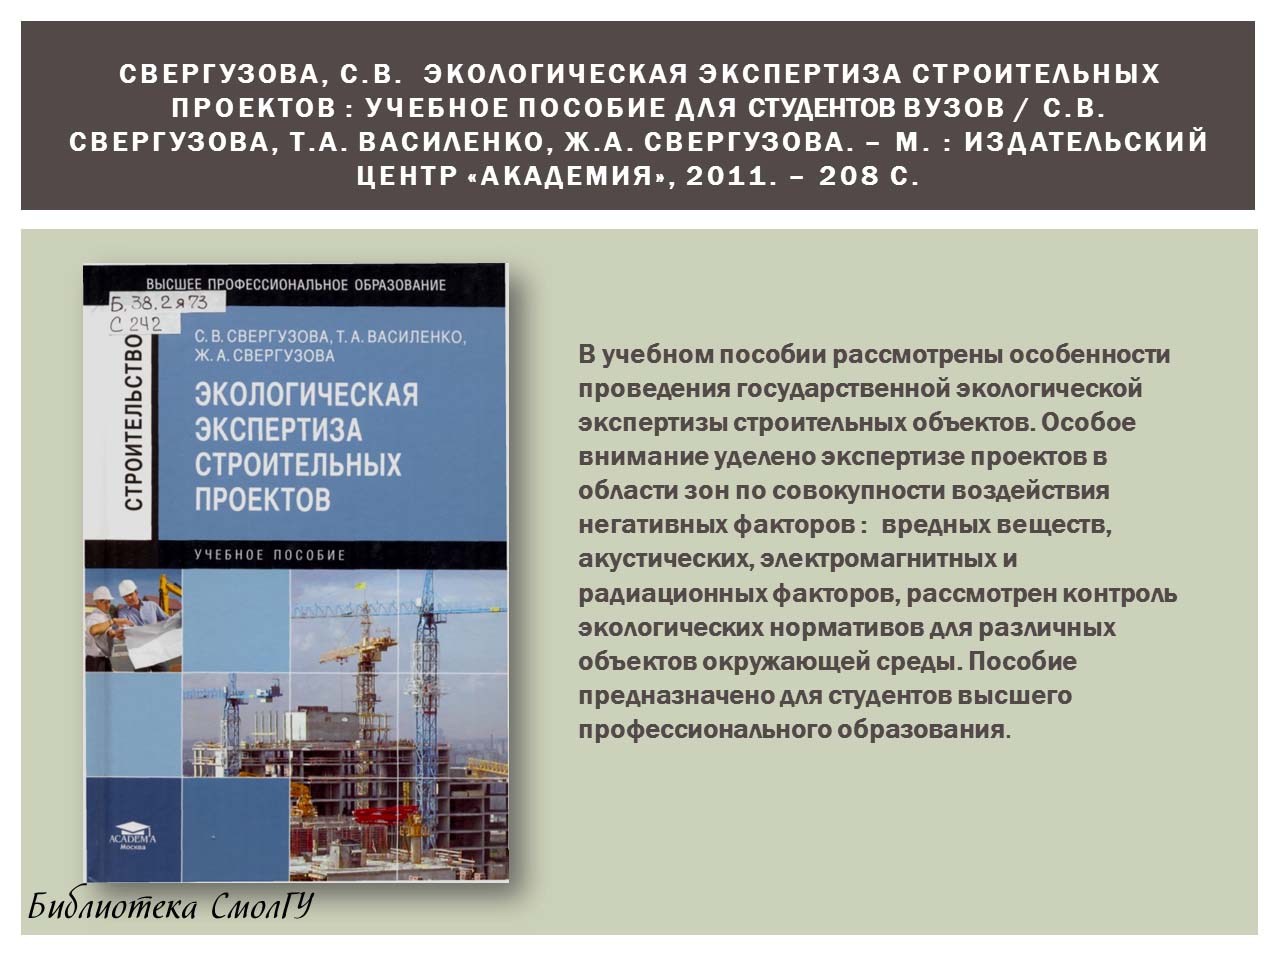 СВЕРГУЗОВА, С.В. ЭКОЛОГИЧЕСКАЯ ЭКСПЕРТИЗА СТРОИТЕЛЬНЫХ
ПРОЕКТОВ : УЧЕБНОЕ ПОСОБИЕ ДЛЯ СТУДЕНТОВ ВУЗОВ / С.В.
СВЕРГУЗОВА, Т.А. ВАСИЛЕНКО, Ж.А. СВЕРГУЗОВА. – М. : ИЗДАТЕЛЬСКИЙ
ЦЕНТР «АКАДЕМИЯ», 2011. – 208 С.
ВЫСШЕЕ ПРОФЕССИОНАЛЬНОЕ ОБРАЗОВАНИЕ
Б. 38.2я73
С 242
СТРОИТЕЛЬСТВО
С. В. СВЕРГУЗОВА, Т. А. ВАСИЛЕНКО,
Ж. А. СВЕРГУЗОВА
ЭКОЛОГИЧЕСКАЯ
ЭКСПЕРТИЗА
СТРОИТЕЛЬНЫХ
ПРОЕКТОВ
УЧЕБНОЕ ПОСОБИЕ
ACADEM'A
Москва
В учебном пособии рассмотрены особенности
проведения государственной экологической
экспертизы строительных объектов. Особое
внимание уделено экспертизе проектов в
области зон по совокупности воздействия
негативных факторов : вредных веществ,
акустических, электромагнитных и
радиационных факторов, рассмотрен контроль
экологических нормативов для различных
объектов окружающей среды. Пособие
предназначено для студентов высшего
профессионального образования.
Библиотека СмолГУ